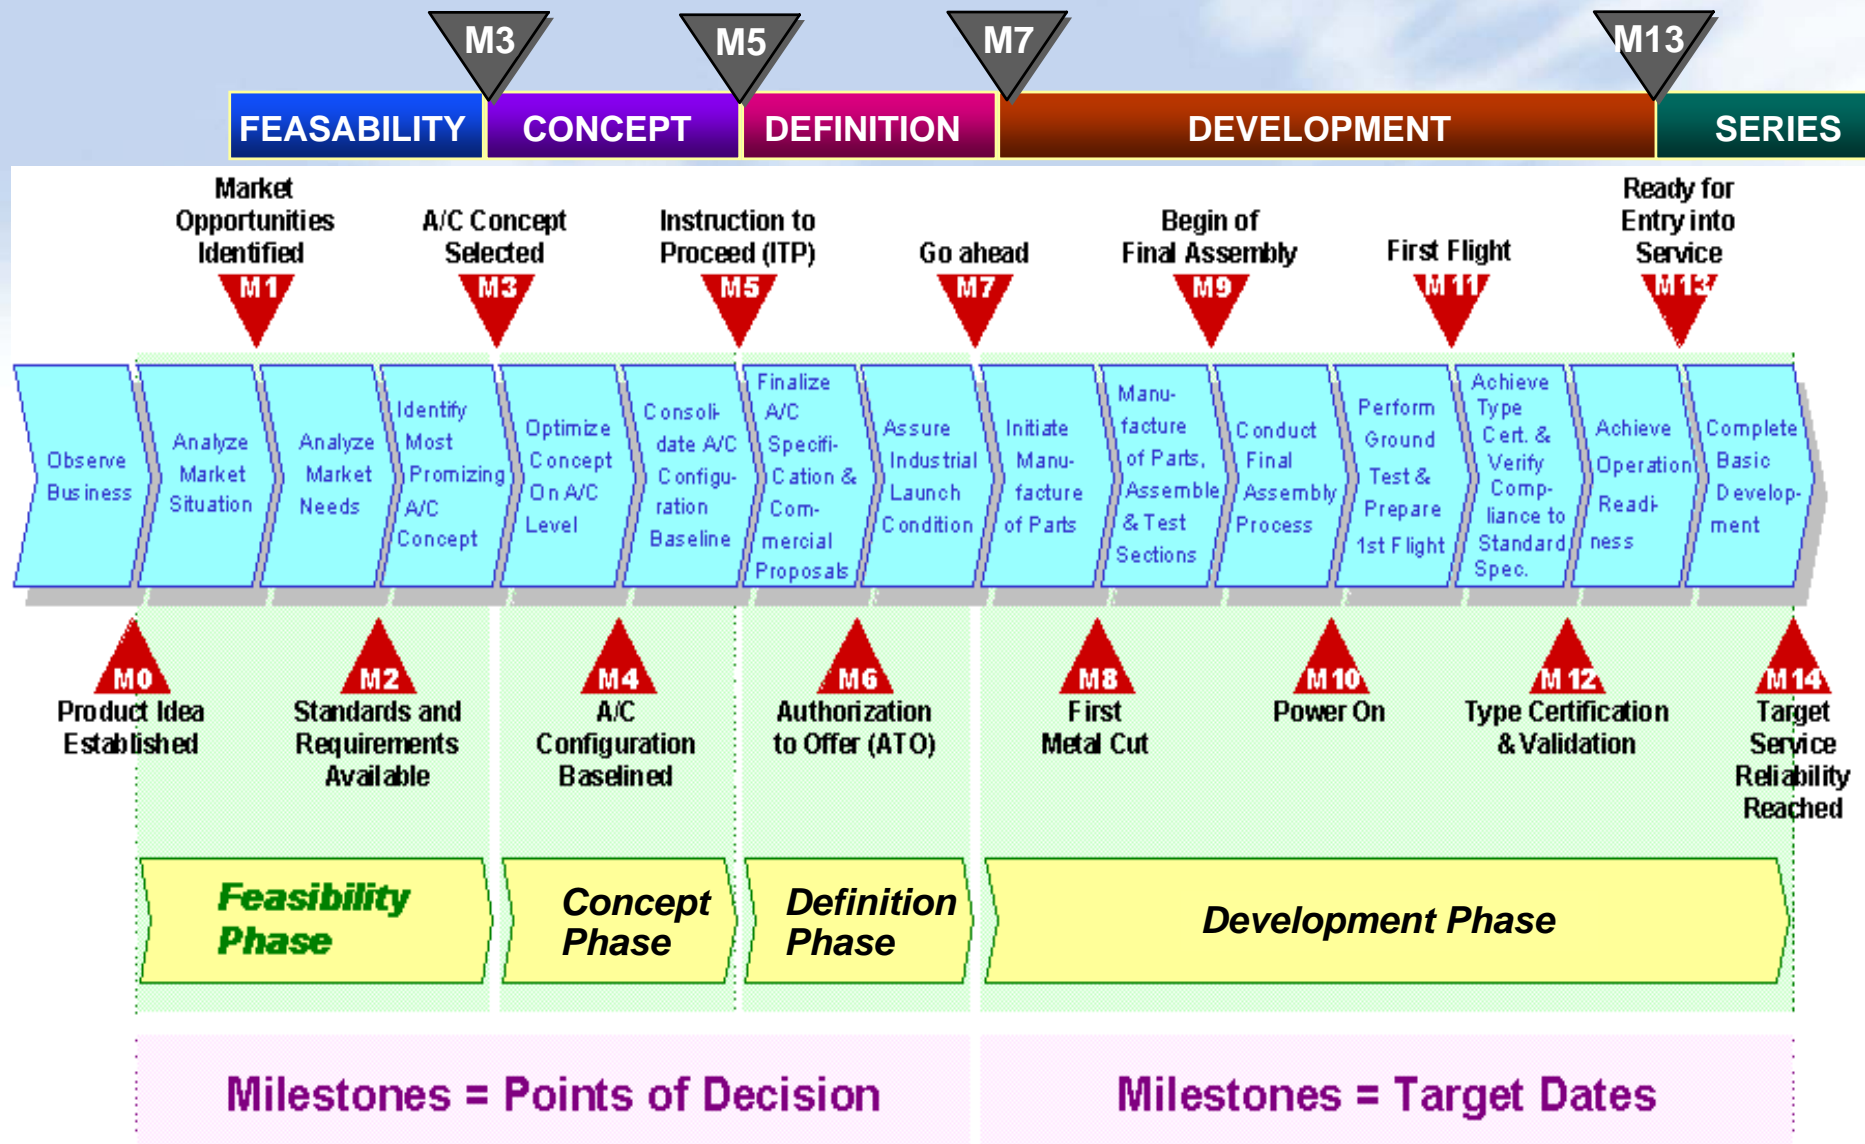 M3
M5
M7
M13
FEASABILITY
CONCEPT
DEFINITION
DEVELOPMENT
SERIES
Market
Opportunities
Identified
M1
A/C Concept
Selected
M3
Instruction to
Proceed (ITP)
M5
Go ahead
M7
Begin of
Final Assembly
M9
First Flight
M11
Ready for
Entry into
Service
M13
Observe
Business
Analyze
Market
Situation
Analyze
Market
Needs
Identify
Most
Promizing
A/C
Concept
Optimize
Concept
On A/C
Level
Consoli-
date A/C
Configu-
ration
Baseline
Finalize
A/C
Specifi-
Cation &
Com-
mercial
Proposals
Assure
Industrial
Launch
Condition
Initiate
Manu-
facture
of Parts
Manu-
facture
of Parts,
Assemble
& Test
Sections
Conduct
Final
Assembly
Process
Perform
Ground
Test &
Prepare
1st Flight
Achieve
Type
Cert. &
Verify
Comp-
liance to
Standard
Spec.
Achieve
Operation
Readi-
ness
Complete
Basic
Develop-
ment
M0
Product Idea
Established
M2
Standards and
Requirements
Available
M4
A/C
Configuration
Baselined
M6
Authorization
to Offer (ATO)
M8
First
Metal Cut
M10
Power On
M12
Type Certification
& Validation
M14
Target
Service
Reliability
Reached
Feasibility
Phase
Concept
Phase
Definition
Phase
Development Phase
Milestones = Points of Decision
Milestones = Target Dates